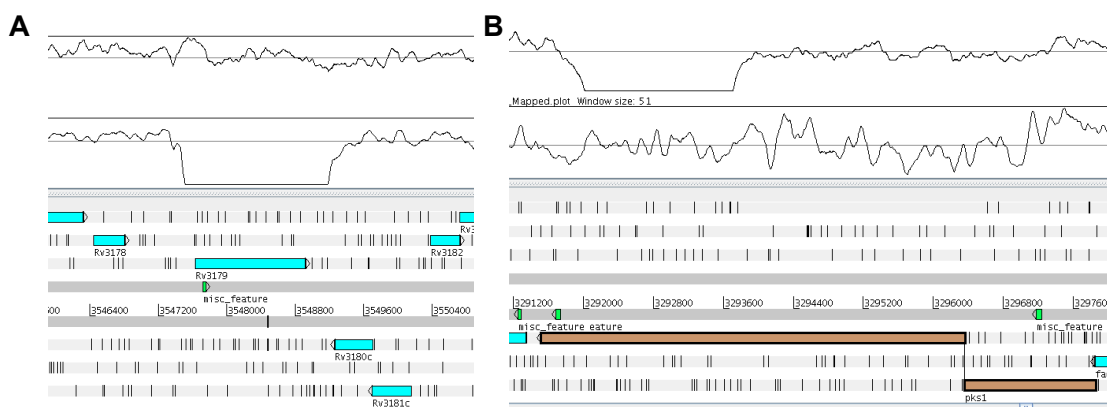 A
B
Mapped.plot Window size: 51
Rv3178
Rv3182
Rv3179
misc_feature
3546400 3547200 3548000 3548800 3549600 3550400
Rv3180c
Rv3181c
3291200 3292000 3292800 3293600 3294400 3295200 3296000 3296800
misc_feature eature misc_feature
pks1